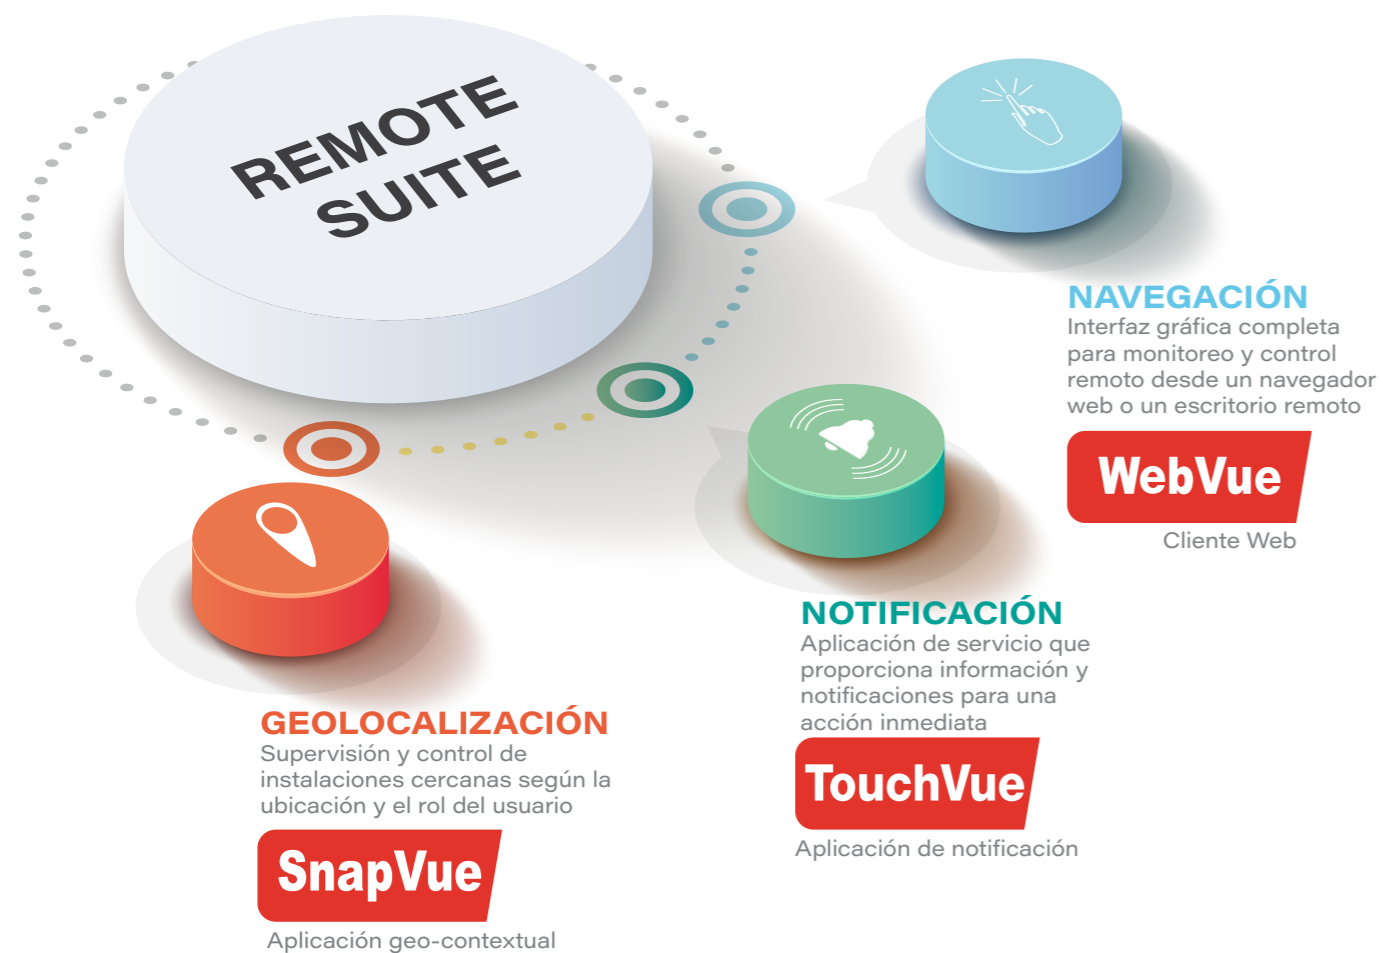 REMOTE
SUITE
NAVEGACIÓN
Interfaz gráfica completa
para monitoreo y control
remoto desde un navegador
web o un escritorio remoto
WebVue
Cliente Web
NOTIFICACIÓN
Aplicación de servicio que
proporciona información y
notificaciones para una
acción inmediata
TouchVue
Aplicación de notificación
GEOLOCALIZACIÓN
Supervisión y control de
instalaciones cercanas según la
ubicación y el rol del usuario
SnapVue
Aplicación geo-contextual